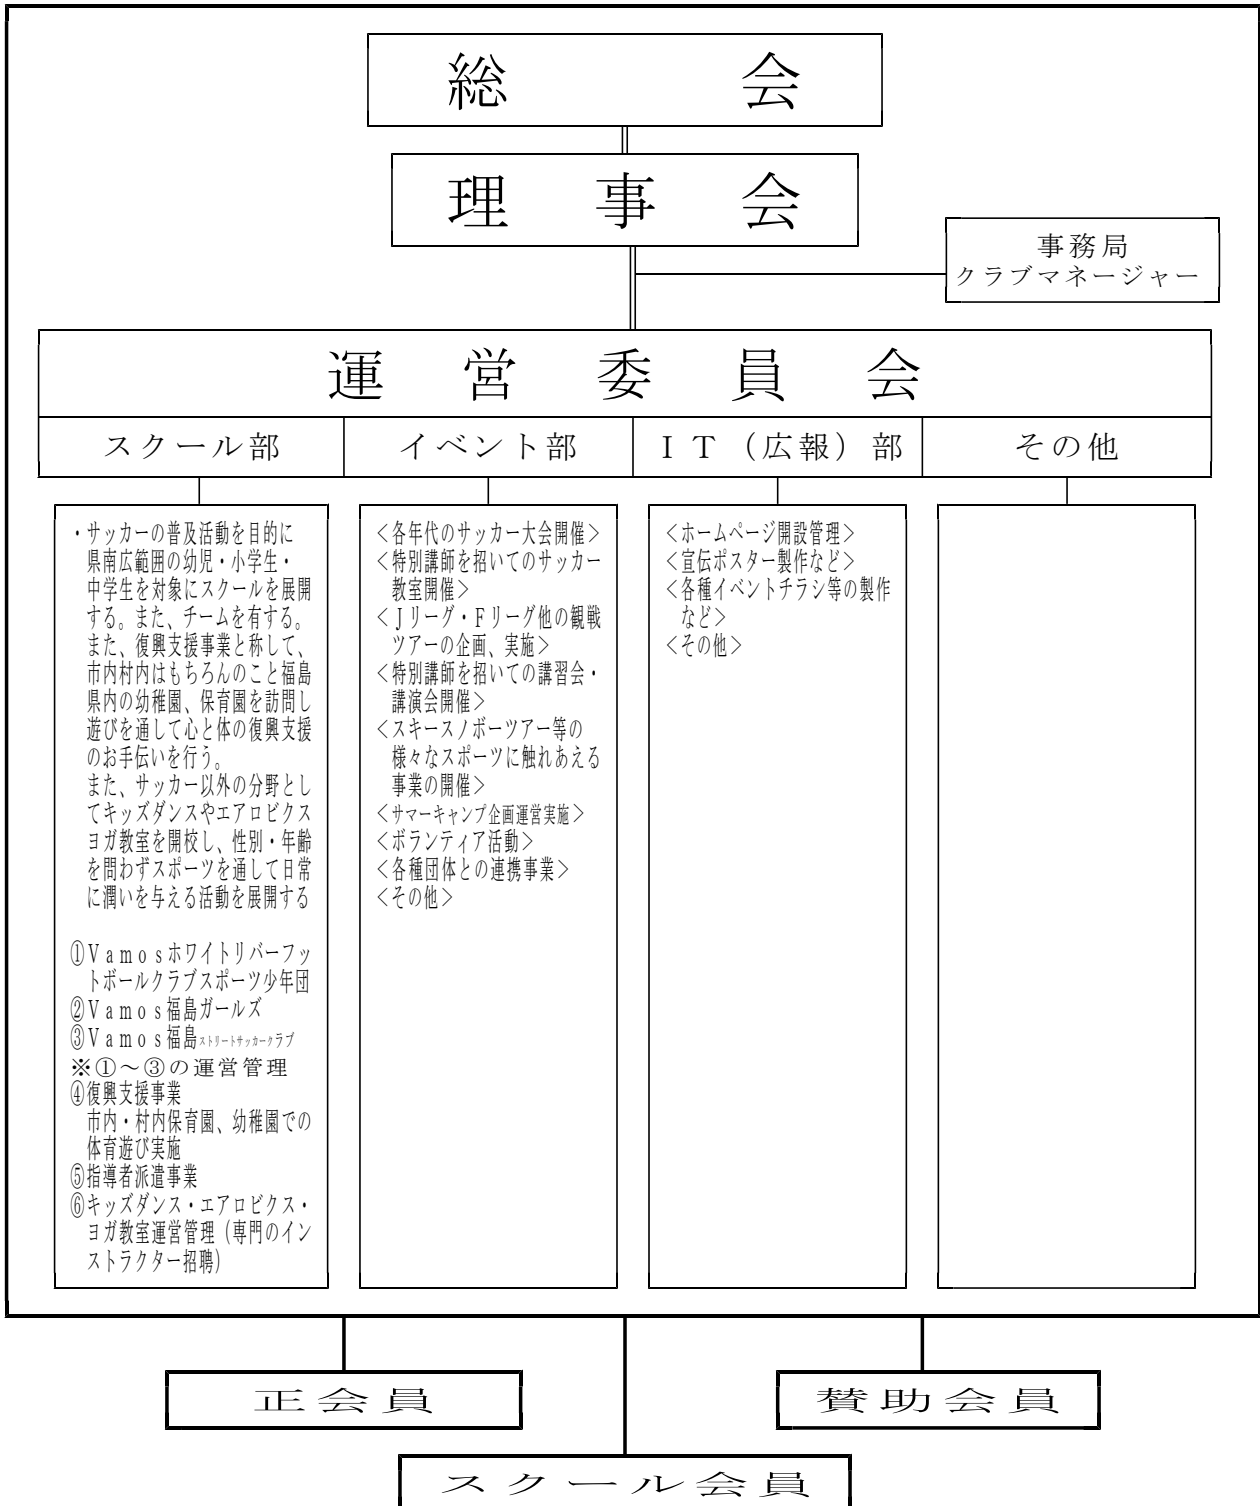 総会
理事会
事務局
クラブマネージャー
運営委員会
スクール部
イベント部
ＩＴ（広報）部
その他
・サッカーの普及活動を目的に
県南広範囲の幼児・小学生・
中学生を対象にスクールを展開
する。また、チームを有する。
また、復興支援事業と称して、
市内村内はもちろんのこと福島
県内の幼稚園、保育園を訪問し
遊びを通して心と体の復興支援
のお手伝いを行う。
また、サッカー以外の分野とし
てキッズダンスやエアロビクス
ヨガ教室を開校し、性別・年齢
を問わずスポーツを通して日常
に潤いを与える活動を展開する
①Ｖａｍｏｓホワイトリバーフッ
トボールクラブスポーツ少年団
②Ｖａｍｏｓ福島ガールズ
③Ｖａｍｏｓ福島ストリートサッカークラブ
※①～③の運営管理
④復興支援事業
市内・村内保育園、幼稚園での
体育遊び実施
⑤指導者派遣事業
⑥キッズダンス・エアロビクス・
ヨガ教室運営管理（専門のイン
ストラクター招聘）
＜各年代のサッカー大会開催＞
＜特別講師を招いてのサッカー
教室開催＞
＜Ｊリーグ・Ｆリーグ他の観戦
ツアーの企画、実施＞
＜特別講師を招いての講習会・
講演会開催＞
＜スキースノボーツアー等の
様々なスポーツに触れあえる
事業の開催＞
＜サマーキャンプ企画運営実施＞
＜ボランティア活動＞
＜各種団体との連携事業＞
＜その他＞
＜ホームページ開設管理＞
＜宣伝ポスター製作など＞
＜各種イベントチラシ等の製作
など＞
＜その他＞
正会員
賛助会員
スクール会員